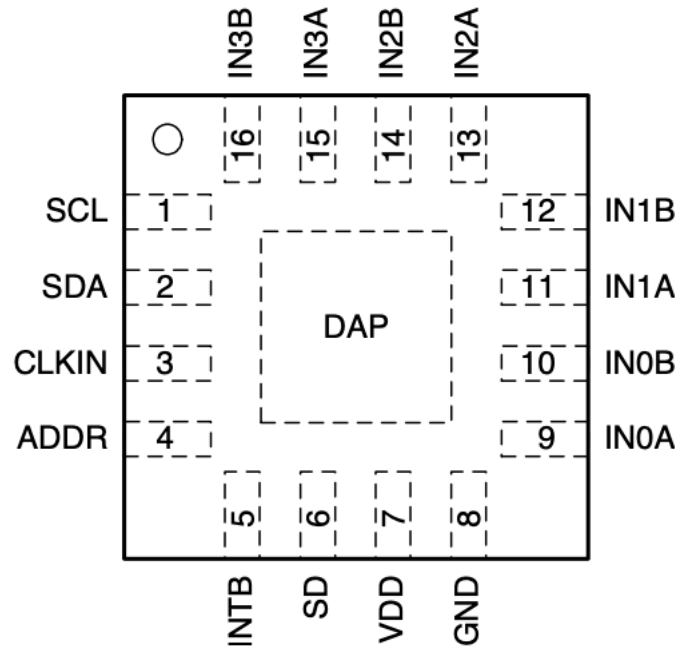 IN3B IN3A IN2B IN2A
16 15 14 13
SCL 1 12 IN1B
SDA 2 11 IN1A
DAP
CLKIN 3 10 IN0B
ADDR 4 9 IN0A
5 6 7 8
INTB SD VDD GND